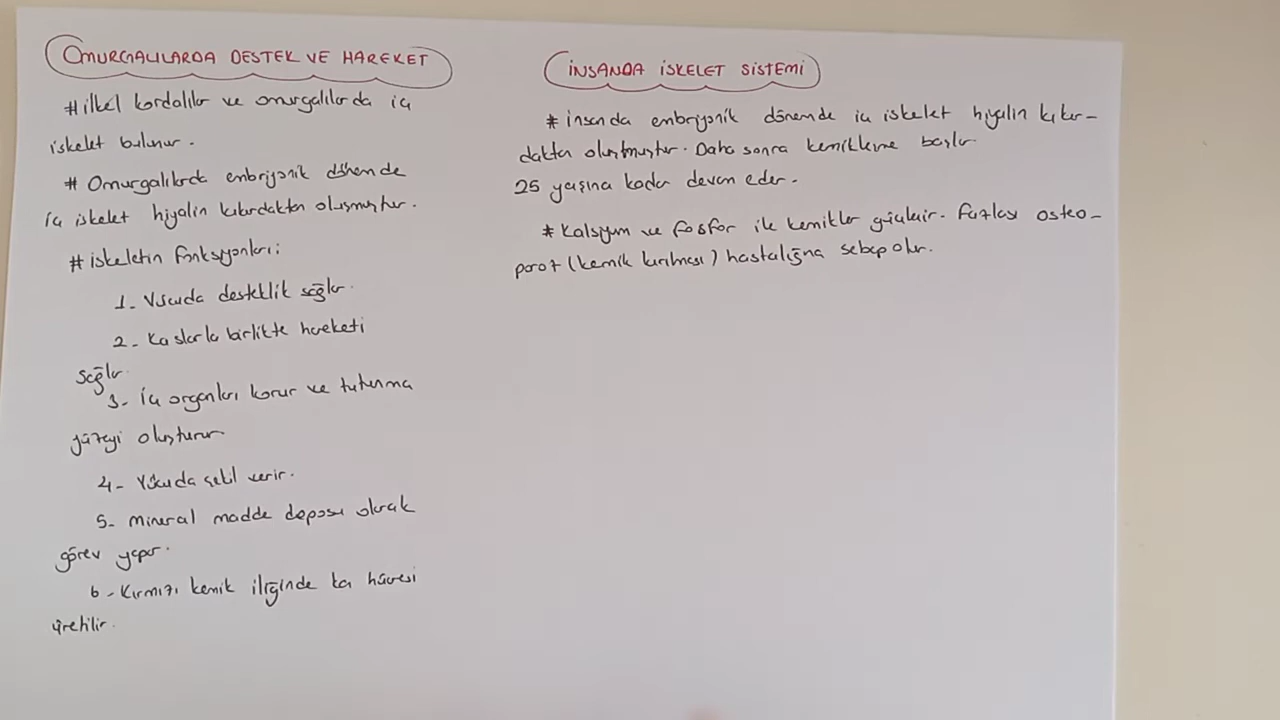 OMURGALILARDA DESTEK VE HAREKET
# ilkel kordalılar ve omurgalılarda iç
iskelet bulunur.
# Omurgalılarda embriyonik dönemde
iç iskelet hiyalin kıkırdaktan oluşmuştur.
# iskeletin fonksiyonları;
1- Vücuda desteklik sağlar.
2- Kaslarla birlikte hareketi
sağlar.
3- İç organları korur ve tutunma
yüzeyi oluşturur
4- Vücuda şekil verir.
5- Mineral madde deposu olarak
görev yapar.
6- Kırmızı kemik iliğinde kan hücresi
üretilir.
İNSANDA İSKELET SİSTEMİ
* İnsanda embriyonik dönemde iç iskelet hiyalin kıkır-
daktan oluşmuştur. Daha sonra kemikleme başlar.
25 yaşına kadar devam eder.
* Kalsiyum ve fosfor ile kemikler güçlenir. Fazlası osteo-
poroz (kemik kırılması) hastalığına sebep olur.